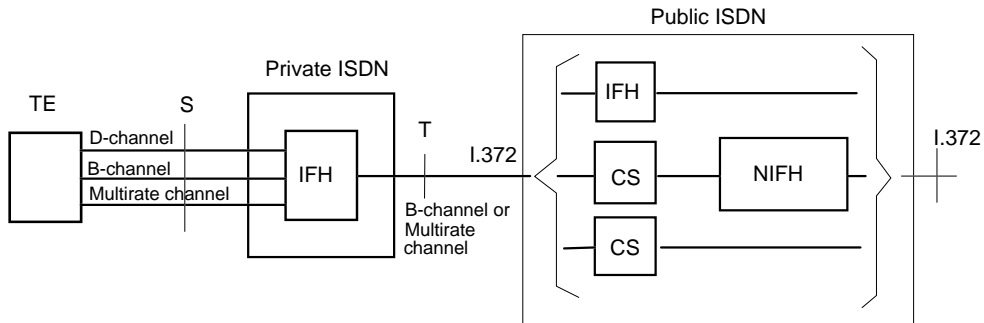 Public ISDN
Private ISDN
TE
S
D-channel
B-channel
Multirate channel
IFH
T
B-channel or
Multirate
channel
I.372
IFH
CS
NIFH
CS
I.372